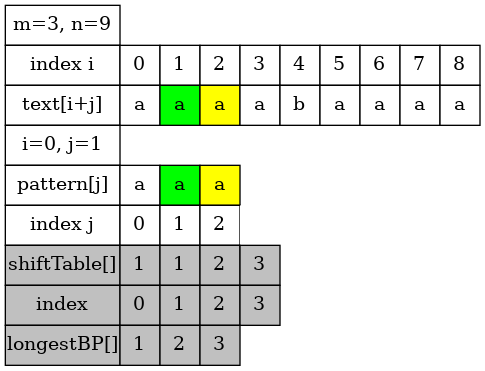 m=3, n=9
index i 0 1 2 3 4 5 6 7 8
text[i+j] a a a a b a a a a
i=0, j=1
pattern[j] a a a
index j 0 1 2
shiftTable[] 1 1 2 3
index 0 1 2 3
longestBP[] 1 2 3